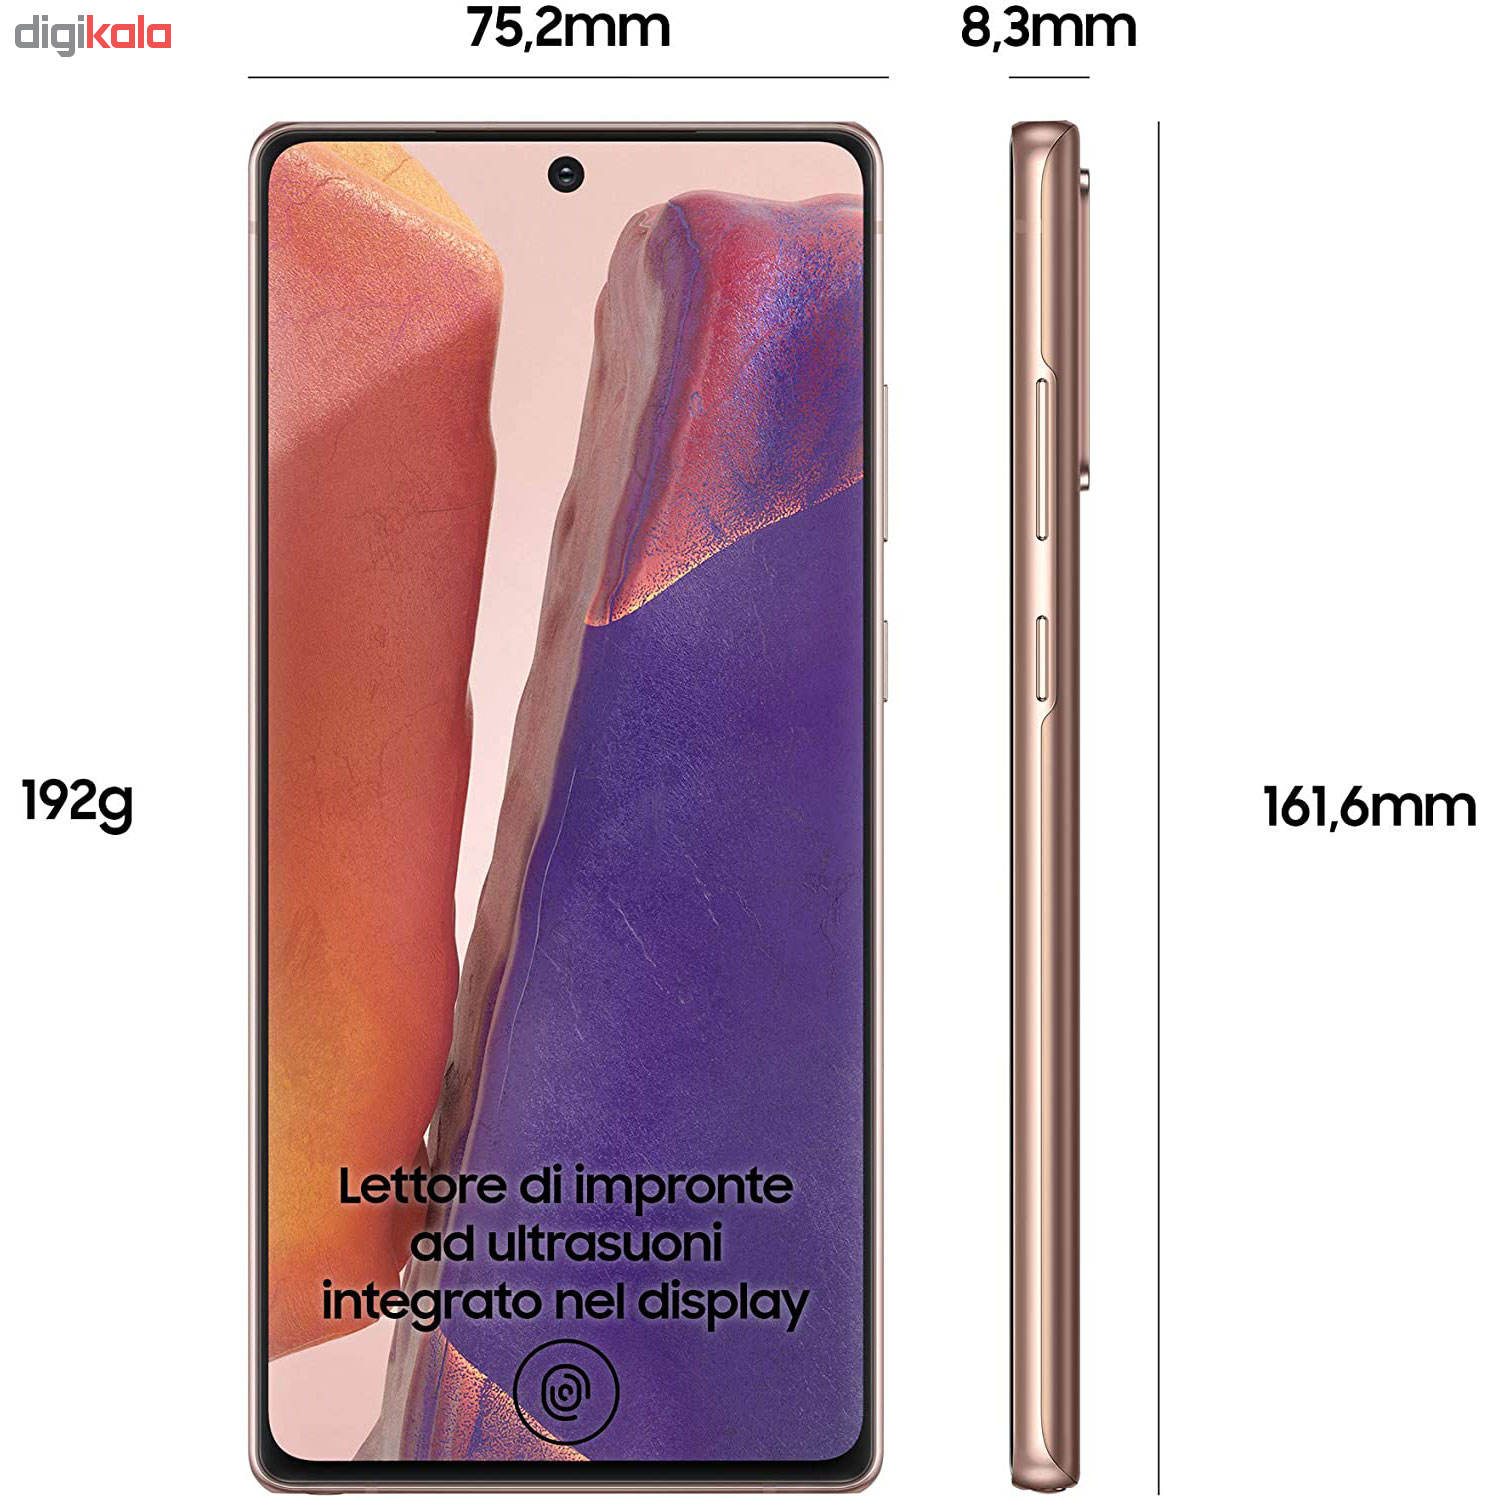 digikala
75,2mm
8,3mm
192g
161,6mm
Lettore di impronte
ad ultrasuoni
integrato nel display